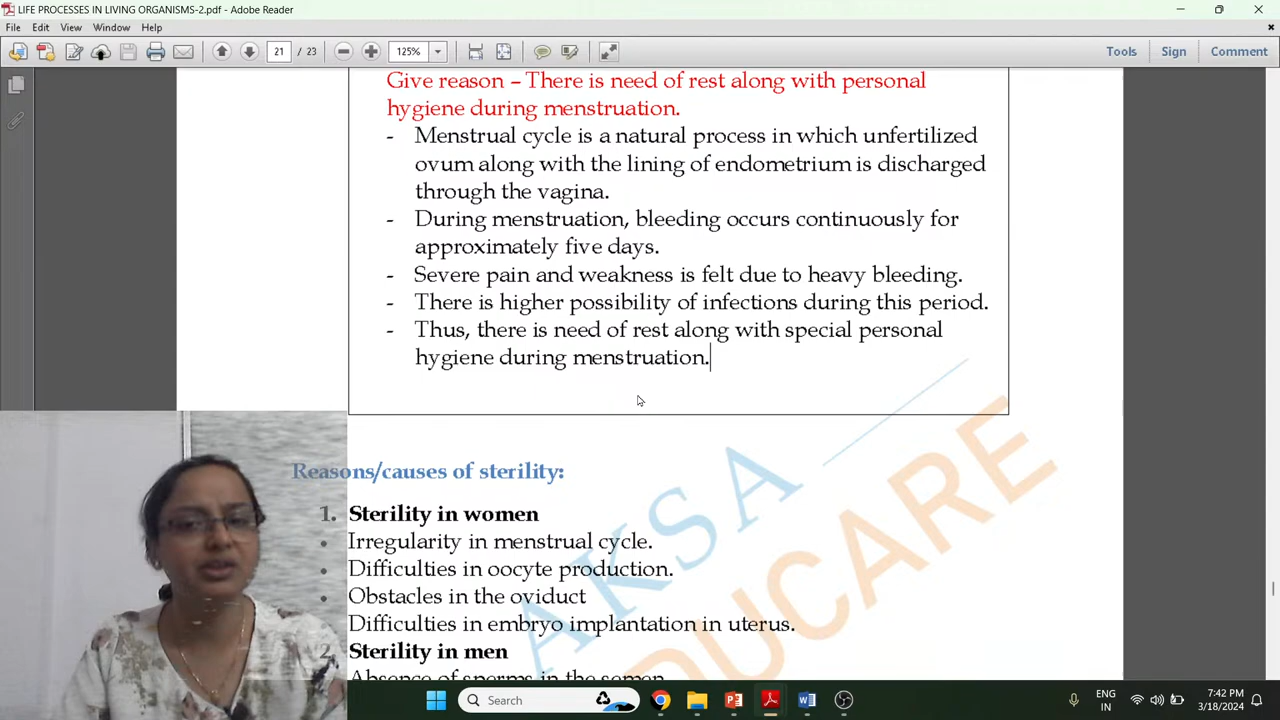 LIFE PROCESSES IN LIVING ORGANISMS-2.pdf - Adobe Reader
File Edit View Window Help
21 / 23 125% Tools Sign Comment
Give reason – There is need of rest along with personal
hygiene during menstruation.
- Menstrual cycle is a natural process in which unfertilized
ovum along with the lining of endometrium is discharged
through the vagina.
- During menstruation, bleeding occurs continuously for
approximately five days.
- Severe pain and weakness is felt due to heavy bleeding.
- There is higher possibility of infections during this period.
- Thus, there is need of rest along with special personal
hygiene during menstruation.
Reasons/causes of sterility:
1. Sterility in women
• Irregularity in menstrual cycle.
• Difficulties in oocyte production.
• Obstacles in the oviduct
Difficulties in embryo implantation in uterus.
2. Sterility in men
Absence of sperms in the semen
AKSA
EDUCARE
Search
ENG
IN
7:42 PM
3/18/2024